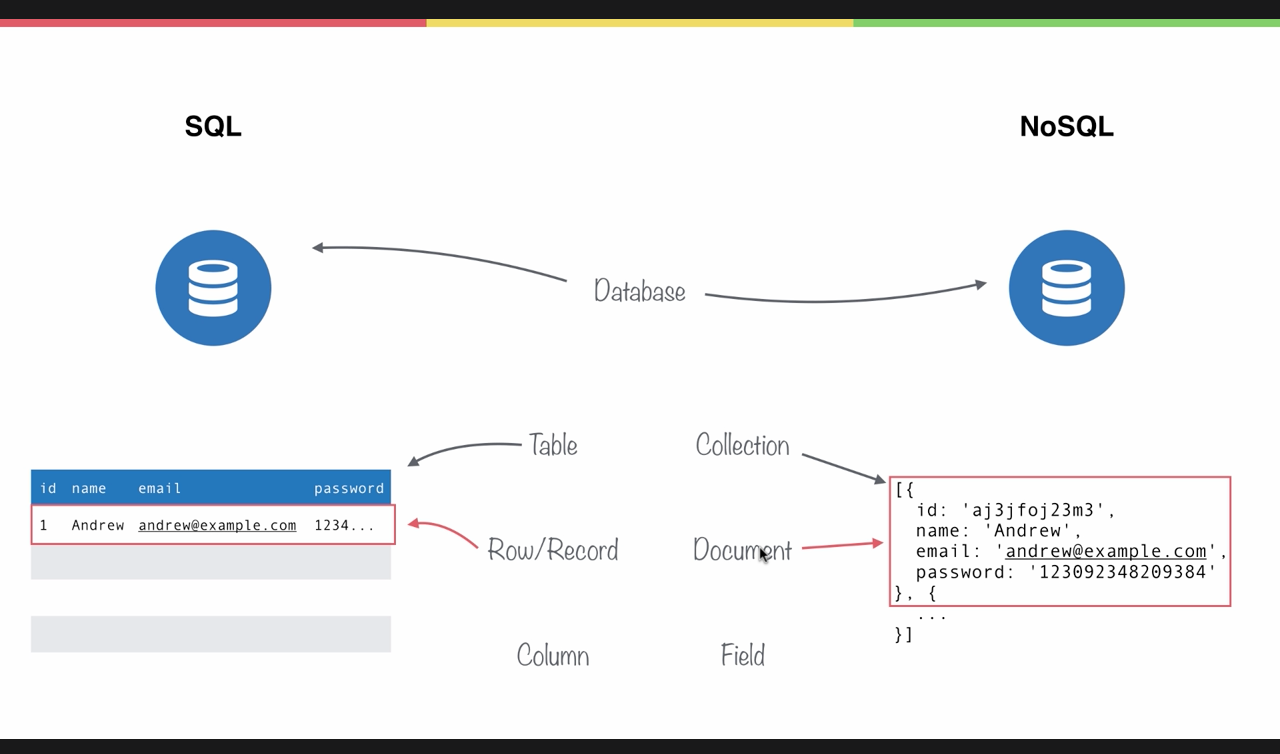 SQL
NoSQL
Database
Table
Collection
id name email password
1 Andrew andrew@example.com 1234...
Row/Record
Document
Column
Field
[{
id: 'aj3jfoj23m3',
name: 'Andrew',
email: 'andrew@example.com',
password: '123092348209384'
}, {
...
}]